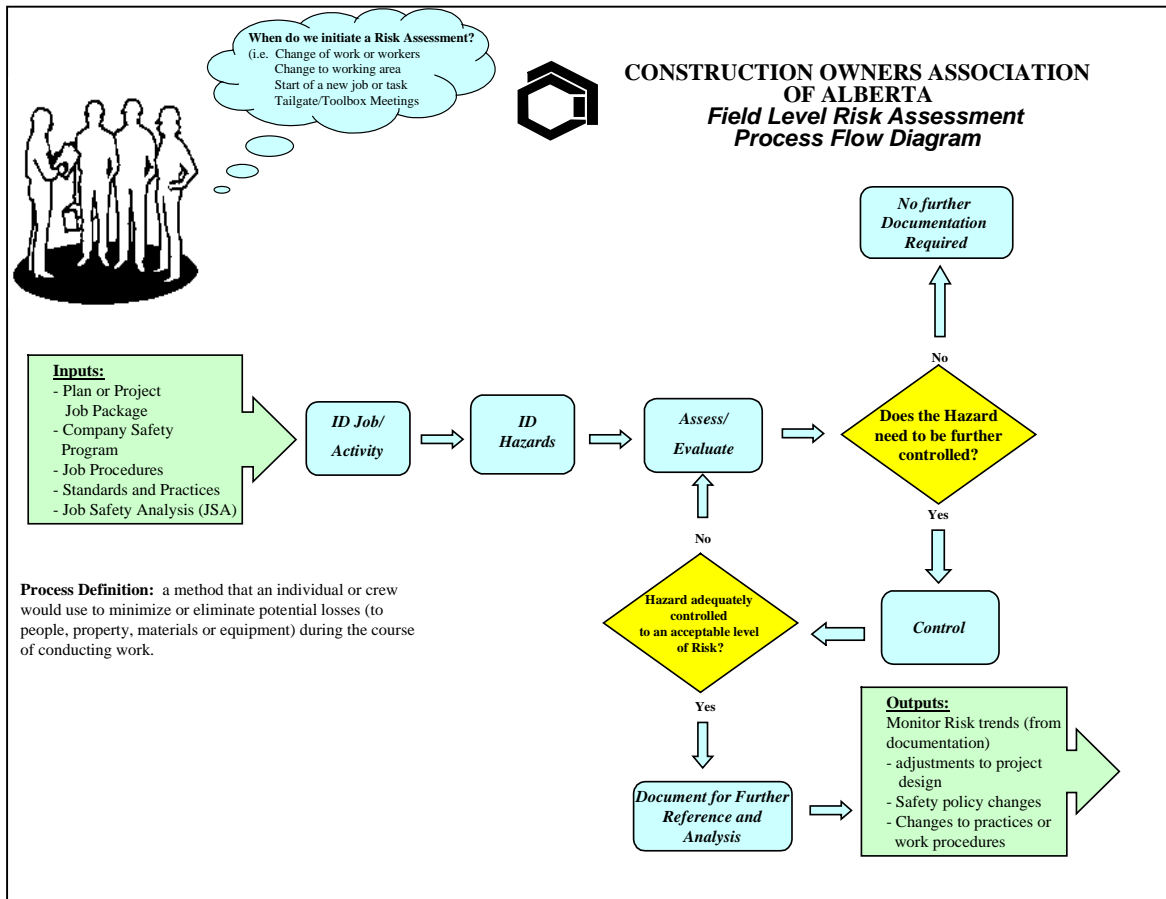 When do we initiate a Risk Assessment?
(i.e. Change of work or workers
Change to working area
Start of a new job or task
Tailgate/Toolbox Meetings
CONSTRUCTION OWNERS ASSOCIATION
OF ALBERTA
Field Level Risk Assessment
Process Flow Diagram
No further
Documentation
Required
No
Inputs:
- Plan or Project
Job Package
- Company Safety
Program
- Job Procedures
- Standards and Practices
- Job Safety Analysis (JSA)
ID Job/
Activity
ID
Hazards
Assess/
Evaluate
Does the Hazard
need to be further
controlled?
Yes
No
Process Definition: a method that an individual or crew
would use to minimize or eliminate potential losses (to
people, property, materials or equipment) during the course
of conducting work.
Hazard adequately
controlled
to an acceptable level
of Risk?
Control
Yes
Document for Further
Reference and
Analysis
Outputs:
Monitor Risk trends (from
documentation)
- adjustments to project
design
- Safety policy changes
- Changes to practices or
work procedures